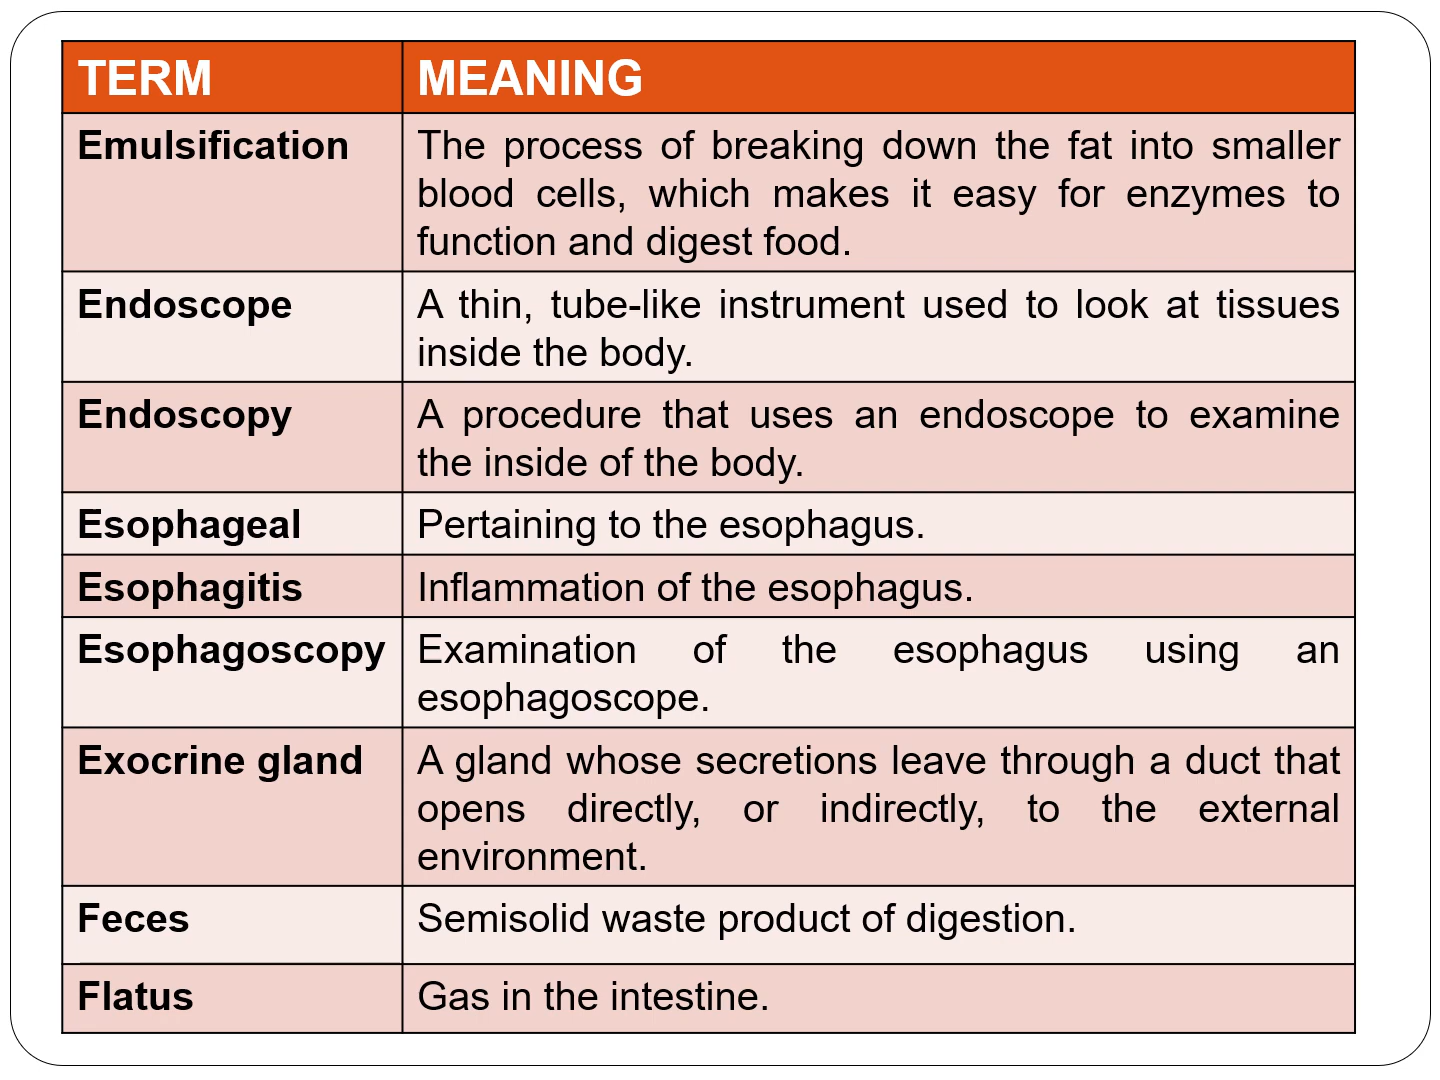 TERM MEANING
Emulsification The process of breaking down the fat into smaller
blood cells, which makes it easy for enzymes to
function and digest food.
Endoscope A thin, tube-like instrument used to look at tissues
inside the body.
Endoscopy A procedure that uses an endoscope to examine
the inside of the body.
Esophageal Pertaining to the esophagus.
Esophagitis Inflammation of the esophagus.
Esophagoscopy Examination of the esophagus using an
esophagoscope.
Exocrine gland A gland whose secretions leave through a duct that
opens directly, or indirectly, to the external
environment.
Feces Semisolid waste product of digestion.
Flatus Gas in the intestine.